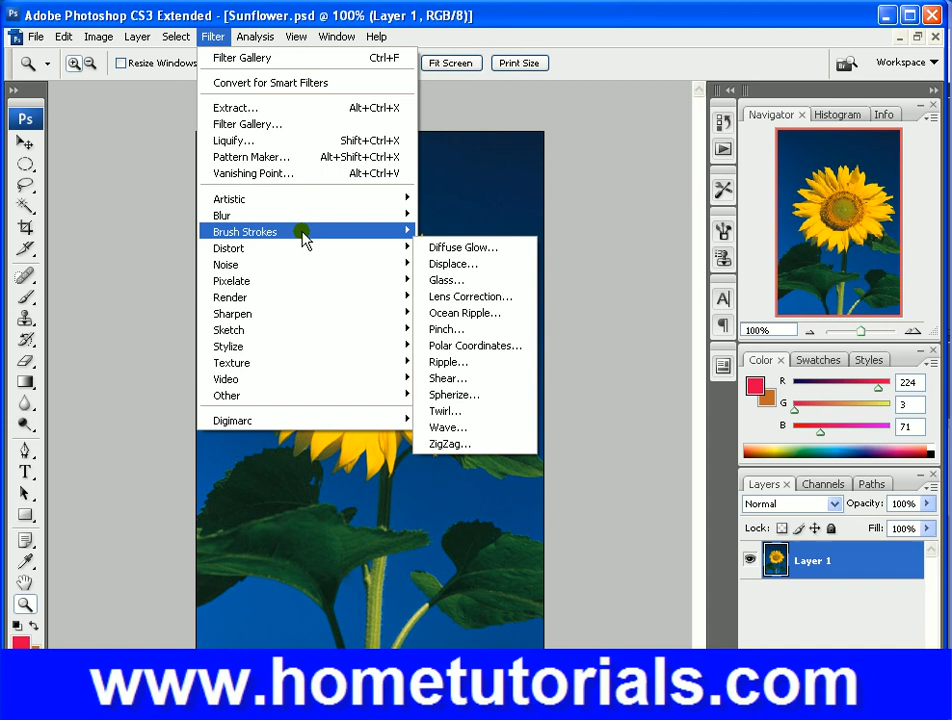 Adobe Photoshop CS3 Extended - [Sunflower.psd @ 100% (Layer 1, RGB/8)]
File Edit Image Layer Select Filter Analysis View Window Help
Resize Windows
Fit Screen
Print Size
Workspace
Filter Gallery Ctrl+F
Convert for Smart Filters
Extract... Alt+Ctrl+X
Filter Gallery...
Liquify... Shift+Ctrl+X
Pattern Maker... Alt+Shift+Ctrl+X
Vanishing Point... Alt+Ctrl+V
Artistic
Blur
Brush Strokes
Distort
Noise
Pixelate
Render
Sharpen
Sketch
Stylize
Texture
Video
Other
Digimarc
Diffuse Glow...
Displace...
Glass...
Lens Correction...
Ocean Ripple...
Pinch...
Polar Coordinates...
Ripple...
Shear...
Spherize...
Twirl...
Wave...
ZigZag...
Ps
Navigator Histogram Info
100%
Color Swatches Styles
R 224
G 3
B 71
Layers Channels Paths
Normal Opacity: 100%
Lock: Fill: 100%
Layer 1
www.hometutorials.com